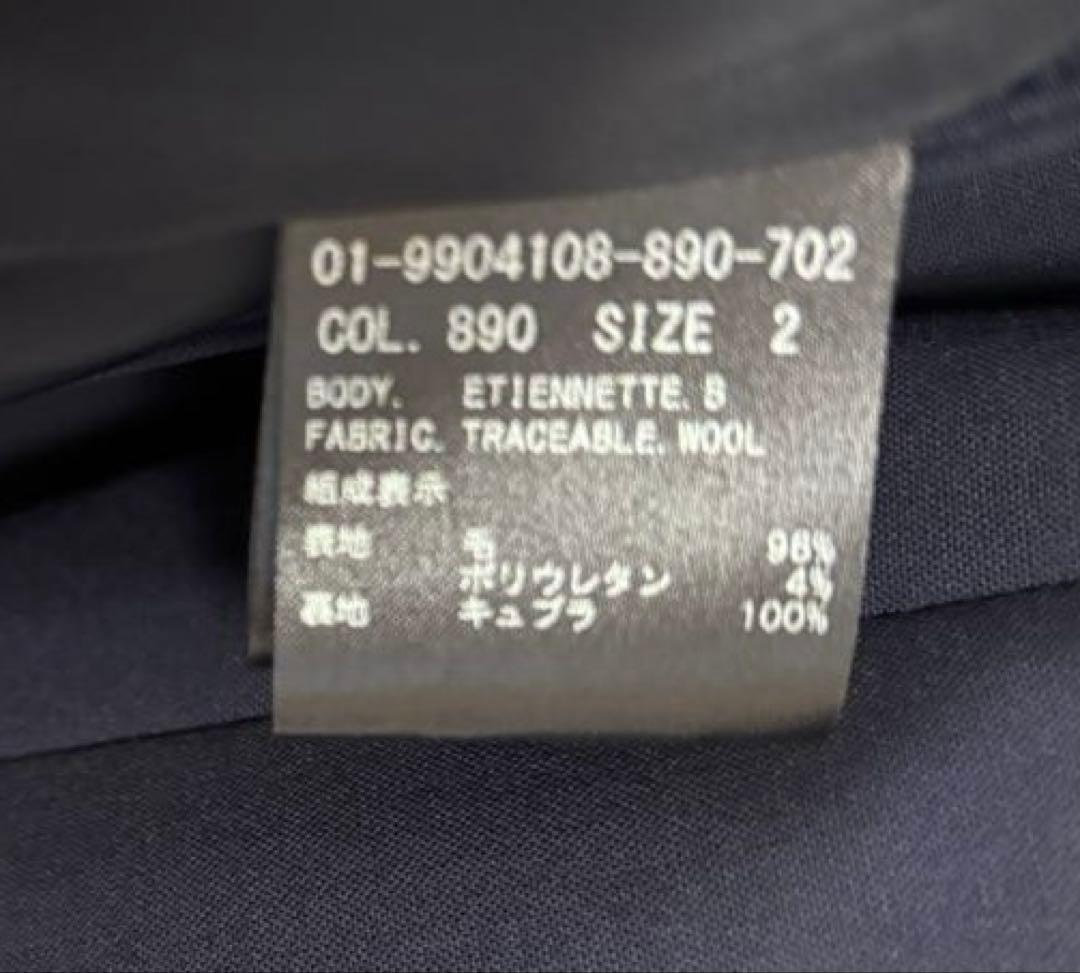 01-9904108-890-702
COL. 890 SIZE 2
BODY. ETIENNETTE. B
FABRIC. TRACEABLE. WOOL
組成表示
表地 毛 96%
ポリウレタン 4%
裏地 キュプラ 100%